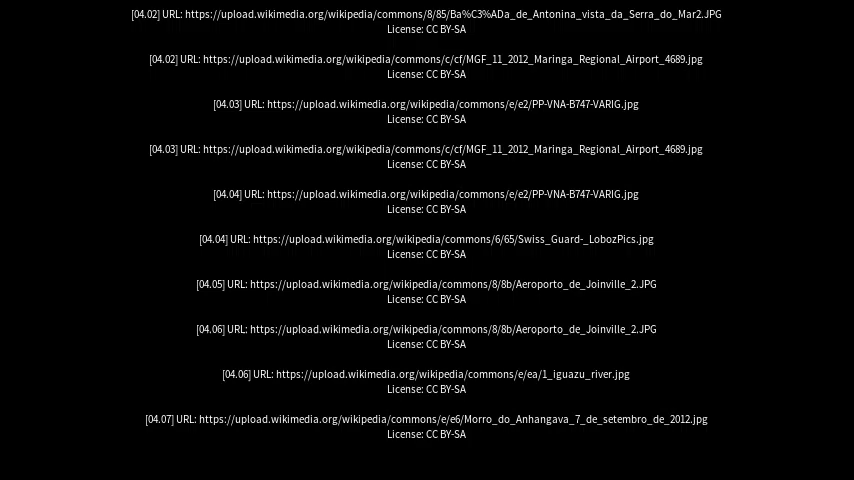 [04.02] URL: https://upload.wikimedia.org/wikipedia/commons/8/85/Ba%C3%ADa_de_Antonina_vista_da_Serra_do_Mar2.JPG
License: CC BY-SA
[04.02] URL: https://upload.wikimedia.org/wikipedia/commons/c/cf/MGF_11_2012_Maringa_Regional_Airport_4689.jpg
License: CC BY-SA
[04.03] URL: https://upload.wikimedia.org/wikipedia/commons/e/e2/PP-VNA-B747-VARIG.jpg
License: CC BY-SA
[04.03] URL: https://upload.wikimedia.org/wikipedia/commons/c/cf/MGF_11_2012_Maringa_Regional_Airport_4689.jpg
License: CC BY-SA
[04.04] URL: https://upload.wikimedia.org/wikipedia/commons/e/e2/PP-VNA-B747-VARIG.jpg
License: CC BY-SA
[04.04] URL: https://upload.wikimedia.org/wikipedia/commons/6/65/Swiss_Guard-_LobozPics.jpg
License: CC BY-SA
[04.05] URL: https://upload.wikimedia.org/wikipedia/commons/8/8b/Aeroporto_de_Joinville_2.JPG
License: CC BY-SA
[04.06] URL: https://upload.wikimedia.org/wikipedia/commons/8/8b/Aeroporto_de_Joinville_2.JPG
License: CC BY-SA
[04.06] URL: https://upload.wikimedia.org/wikipedia/commons/e/ea/1_iguazu_river.jpg
License: CC BY-SA
[04.07] URL: https://upload.wikimedia.org/wikipedia/commons/e/e6/Morro_do_Anhangava_7_de_setembro_de_2012.jpg
License: CC BY-SA